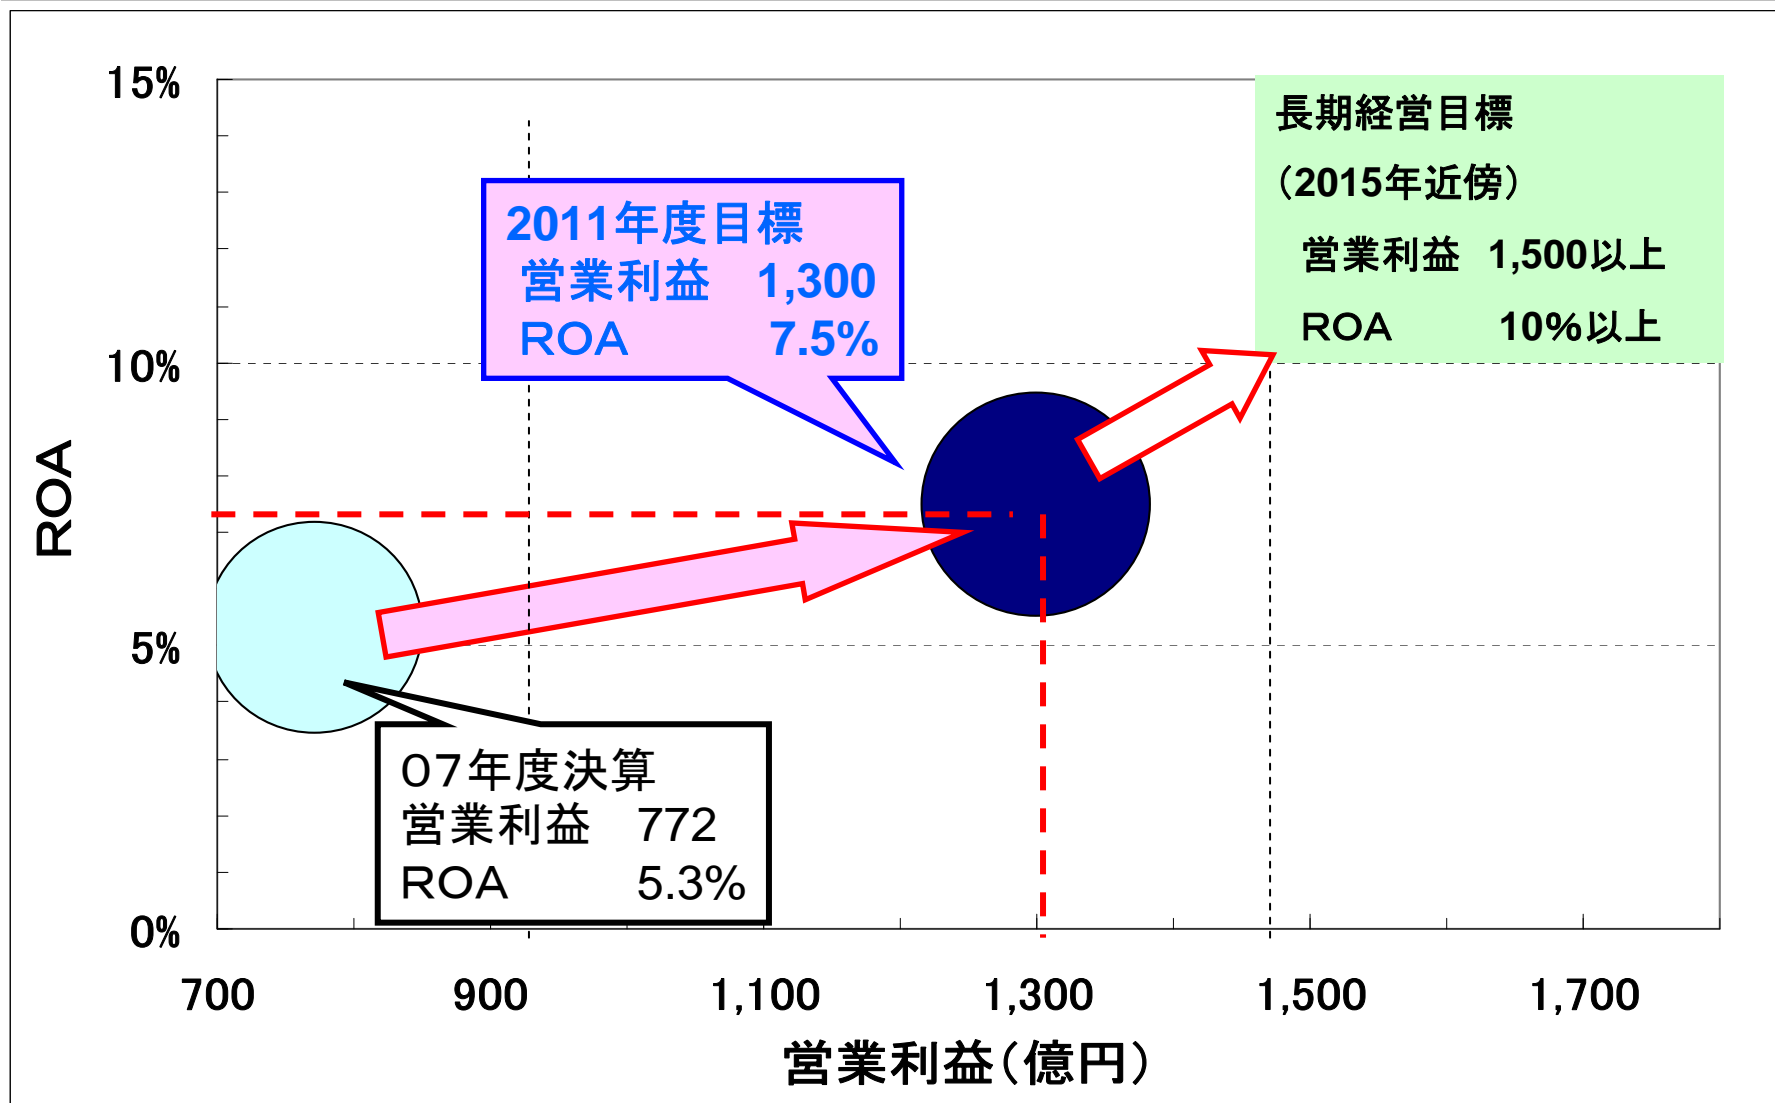 15%
10%
5%
0%
ROA
2011年度目標
営業利益 1,300
ROA 7.5%
長期経営目標
（2015年近傍）
営業利益 1,500以上
ROA 10%以上
07年度決算
営業利益 772
ROA 5.3%
700 900 1,100 1,300 1,500 1,700
営業利益（億円）